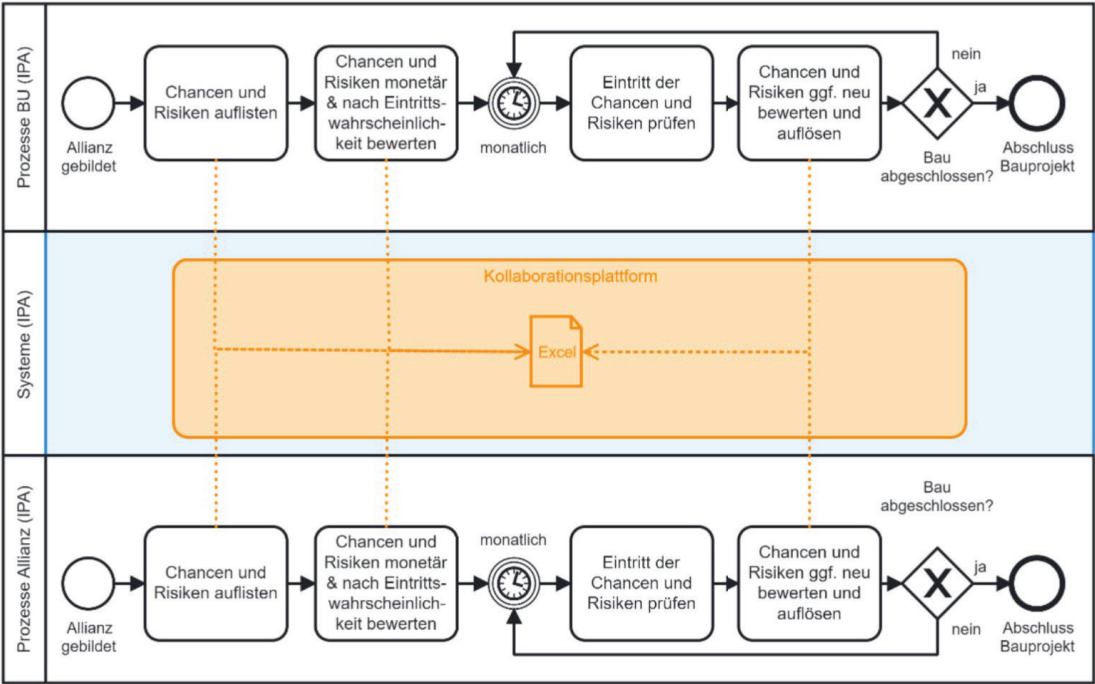 Prozesse BU (IPA)
Allianz
gebildet
Chancen und
Risiken auflisten
Chancen und
Risiken monetär
& nach Eintritts-
wahrscheinlich-
keit bewerten
monatlich
Eintritt der
Chancen und
Risiken prüfen
Chancen und
Risiken ggf. neu
bewerten und
auflösen
nein
ja
X
Bau
abgeschlossen?
Abschluss
Bauprojekt
Systeme (IPA)
Kollaborationsplattform
Excel
Prozesse Allianz (IPA)
Allianz
gebildet
Chancen und
Risiken auflisten
Chancen und
Risiken monetär
& nach Eintritts-
wahrscheinlich-
keit bewerten
monatlich
Eintritt der
Chancen und
Risiken prüfen
Chancen und
Risiken ggf. neu
bewerten und
auflösen
Bau
abgeschlossen?
X
ja
nein
Abschluss
Bauprojekt